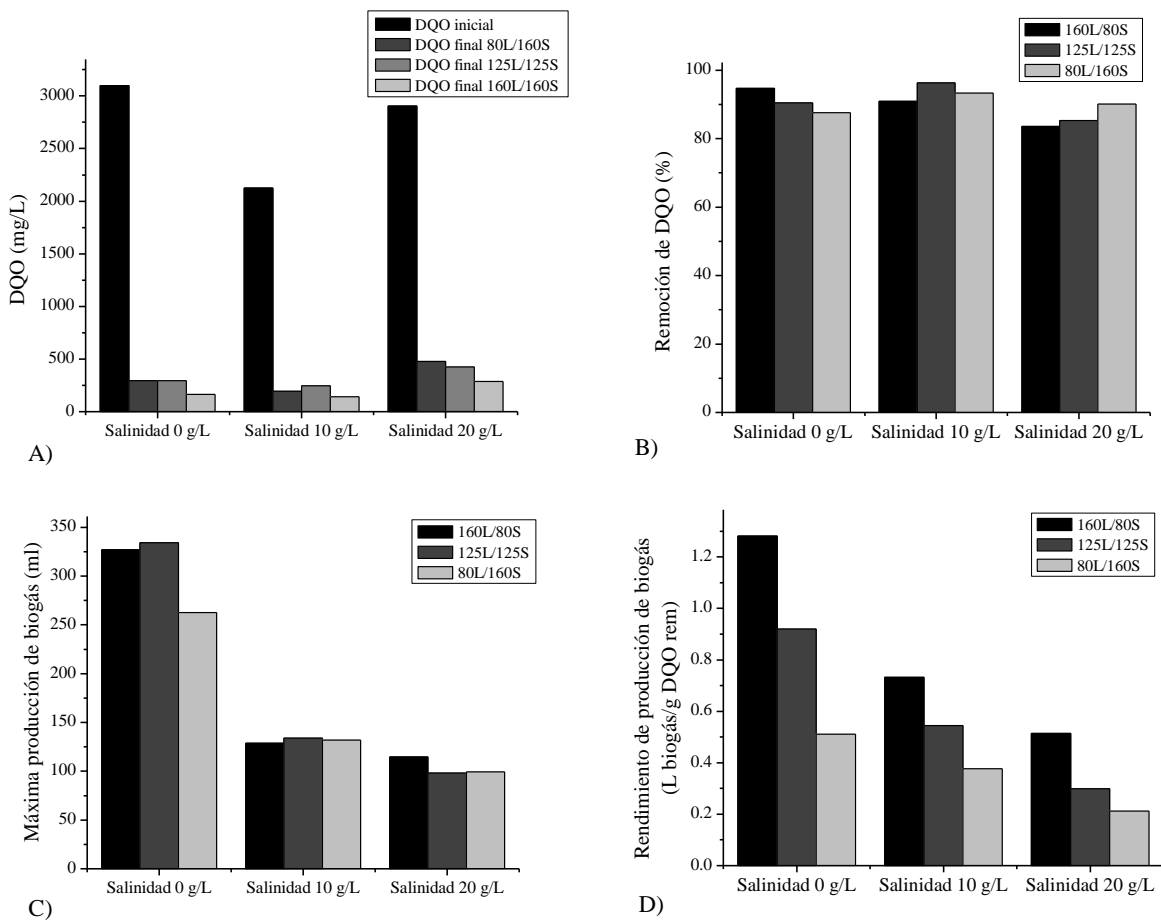 DQO inicial
DQO final 80L/160S
DQO final 125L/125S
DQO final 160L/160S
DQO (mg/L)
3000
2500
2000
1500
1000
500
0
Salinidad 0 g/L
Salinidad 10 g/L
Salinidad 20 g/L
A)
160L/80S
125L/125S
80L/160S
Remoción de DQO (%)
100
80
60
40
20
0
Salinidad 0 g/L
Salinidad 10 g/L
Salinidad 20 g/L
B)
160L/80S
125L/125S
80L/160S
Máxima producción de biogás (ml)
350
300
250
200
150
100
50
0
Salinidad 0 g/L
Salinidad 10 g/L
Salinidad 20 g/L
C)
160L/80S
125L/125S
80L/160S
Rendimiento de producción de biogás
(L biogás/g DQO rem)
1.2
1.0
0.8
0.6
0.4
0.2
0.0
Salinidad 0 g/L
Salinidad 10 g/L
Salinidad 20 g/L
D)